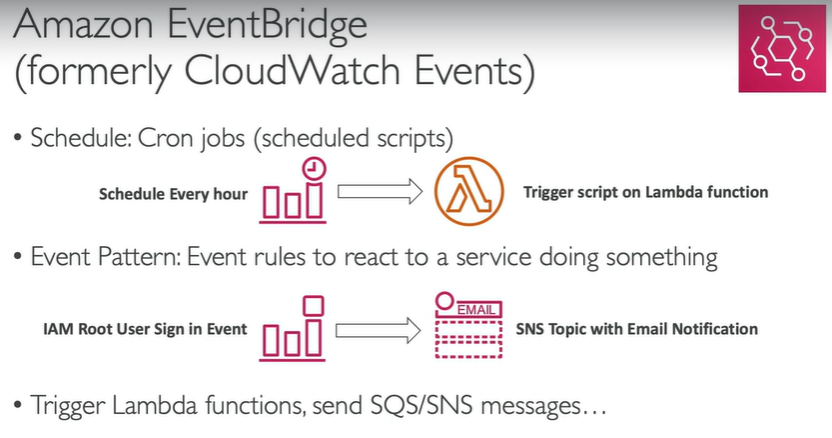 Amazon EventBridge
(formerly CloudWatch Events)
• Schedule: Cron jobs (scheduled scripts)
Schedule Every hour
Trigger script on Lambda function
• Event Pattern: Event rules to react to a service doing something
IAM Root User Sign in Event
EMAIL
SNS Topic with Email Notification
• Trigger Lambda functions, send SQS/SNS messages…